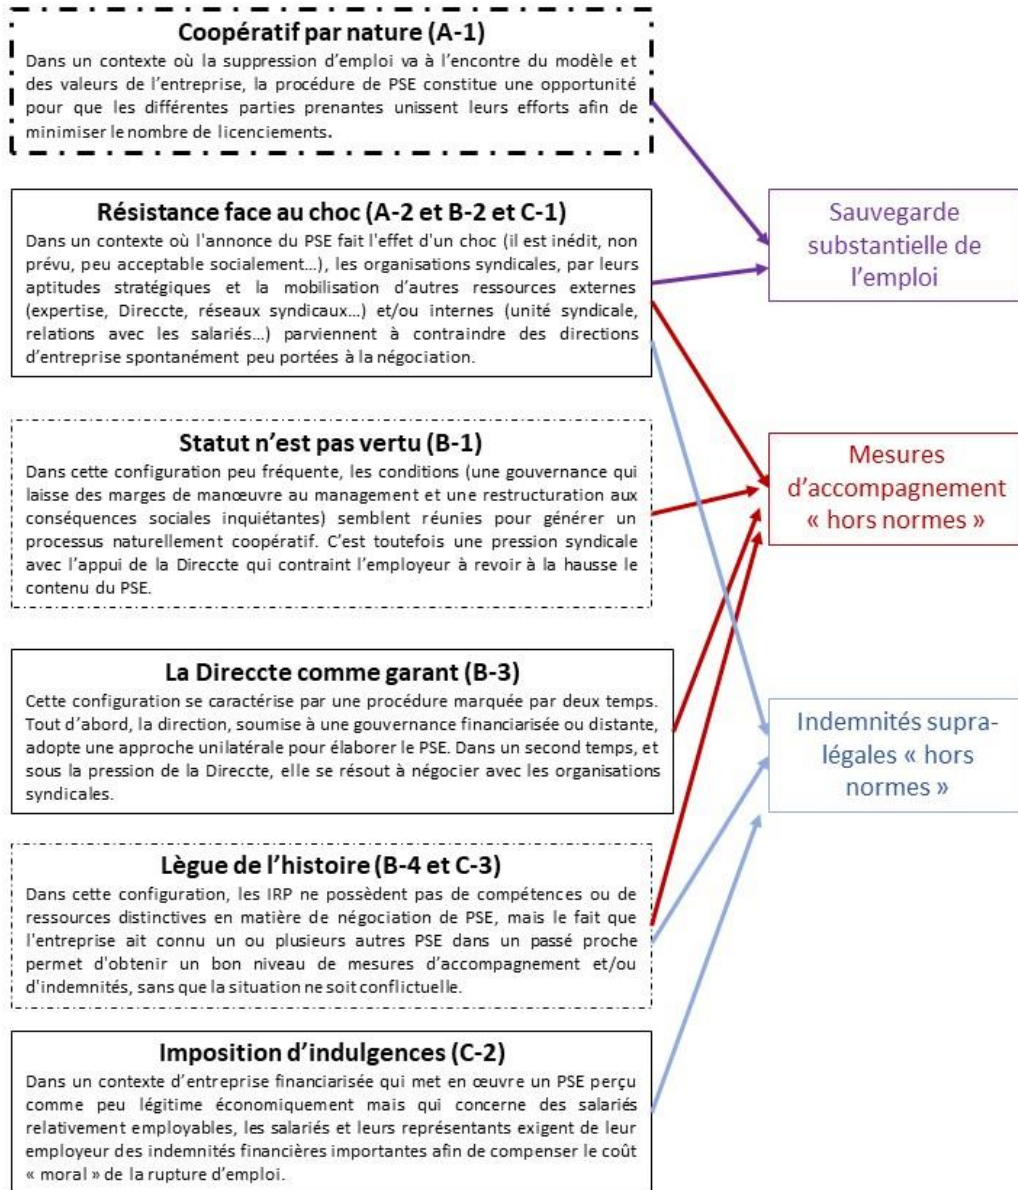 Coopératif par nature (A-1)
Dans un contexte où la suppression d’emploi va à l’encontre du modèle et
des valeurs de l’entreprise, la procédure de PSE constitue une opportunité
pour que les différentes parties prenantes unissent leurs efforts afin de
minimiser le nombre de licenciements.
Résistance face au choc (A-2 et B-2 et C-1)
Dans un contexte où l'annonce du PSE fait l'effet d'un choc (il est inédit, non
prévu, peu acceptable socialement…), les organisations syndicales, par leurs
aptitudes stratégiques et la mobilisation d’autres ressources externes
(expertise, Direccte, réseaux syndicaux…) et/ou internes (unité syndicale,
relations avec les salariés…) parviennent à contraindre des directions
d’entreprise spontanément peu portées à la négociation.
Statut n’est pas vertu (B-1)
Dans cette configuration peu fréquente, les conditions (une gouvernance qui
laisse des marges de manœuvre au management et une restructuration aux
conséquences sociales inquiétantes) semblent réunies pour générer un
processus naturellement coopératif. C’est toutefois une pression syndicale
avec l’appui de la Direccte qui contraint l’employeur à revoir à la hausse le
contenu du PSE.
La Direccte comme garant (B-3)
Cette configuration se caractérise par une procédure marquée par deux temps.
Tout d’abord, la direction, soumise à une gouvernance financiarisée ou distante,
adopte une approche unilatérale pour élaborer le PSE. Dans un second temps, et
sous la pression de la Direccte, elle se résout à négocier avec les organisations
syndicales.
Lègue de l’histoire (B-4 et C-3)
Dans cette configuration, les IRP ne possèdent pas de compétences ou de
ressources distinctives en matière de négociation de PSE, mais le fait que
l'entreprise ait connu un ou plusieurs autres PSE dans un passé proche
permet d'obtenir un bon niveau de mesures d’accompagnement et/ou
d'indemnités, sans que la situation ne soit conflictuelle.
Imposition d’indulgences (C-2)
Dans un contexte d’entreprise financiarisée qui met en œuvre un PSE perçu
comme peu légitime économiquement mais qui concerne des salariés
relativement employables, les salariés et leurs représentants exigent de leur
employeur des indemnités financières importantes afin de compenser le coût
« moral » de la rupture d’emploi.
Sauvegarde
substantielle de
l’emploi
Mesures
d’accompagnement
« hors normes »
Indemnités supra-
légales « hors
normes »